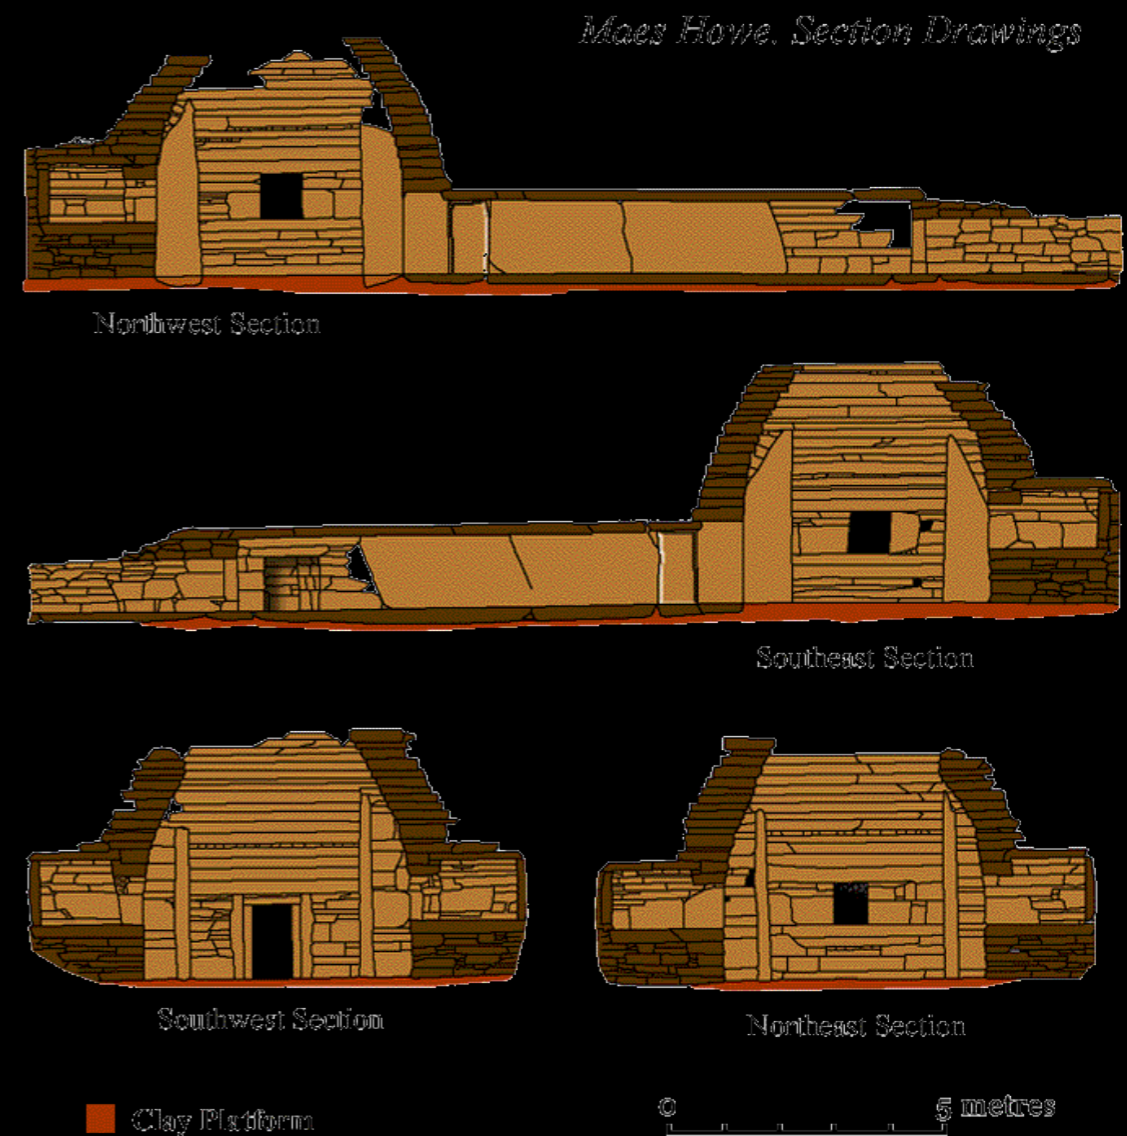 Maes Howe. Section Drawings
Northwest Section
Southeast Section
Southwest Section
Northeast Section
Clay Platform
0 5 metres